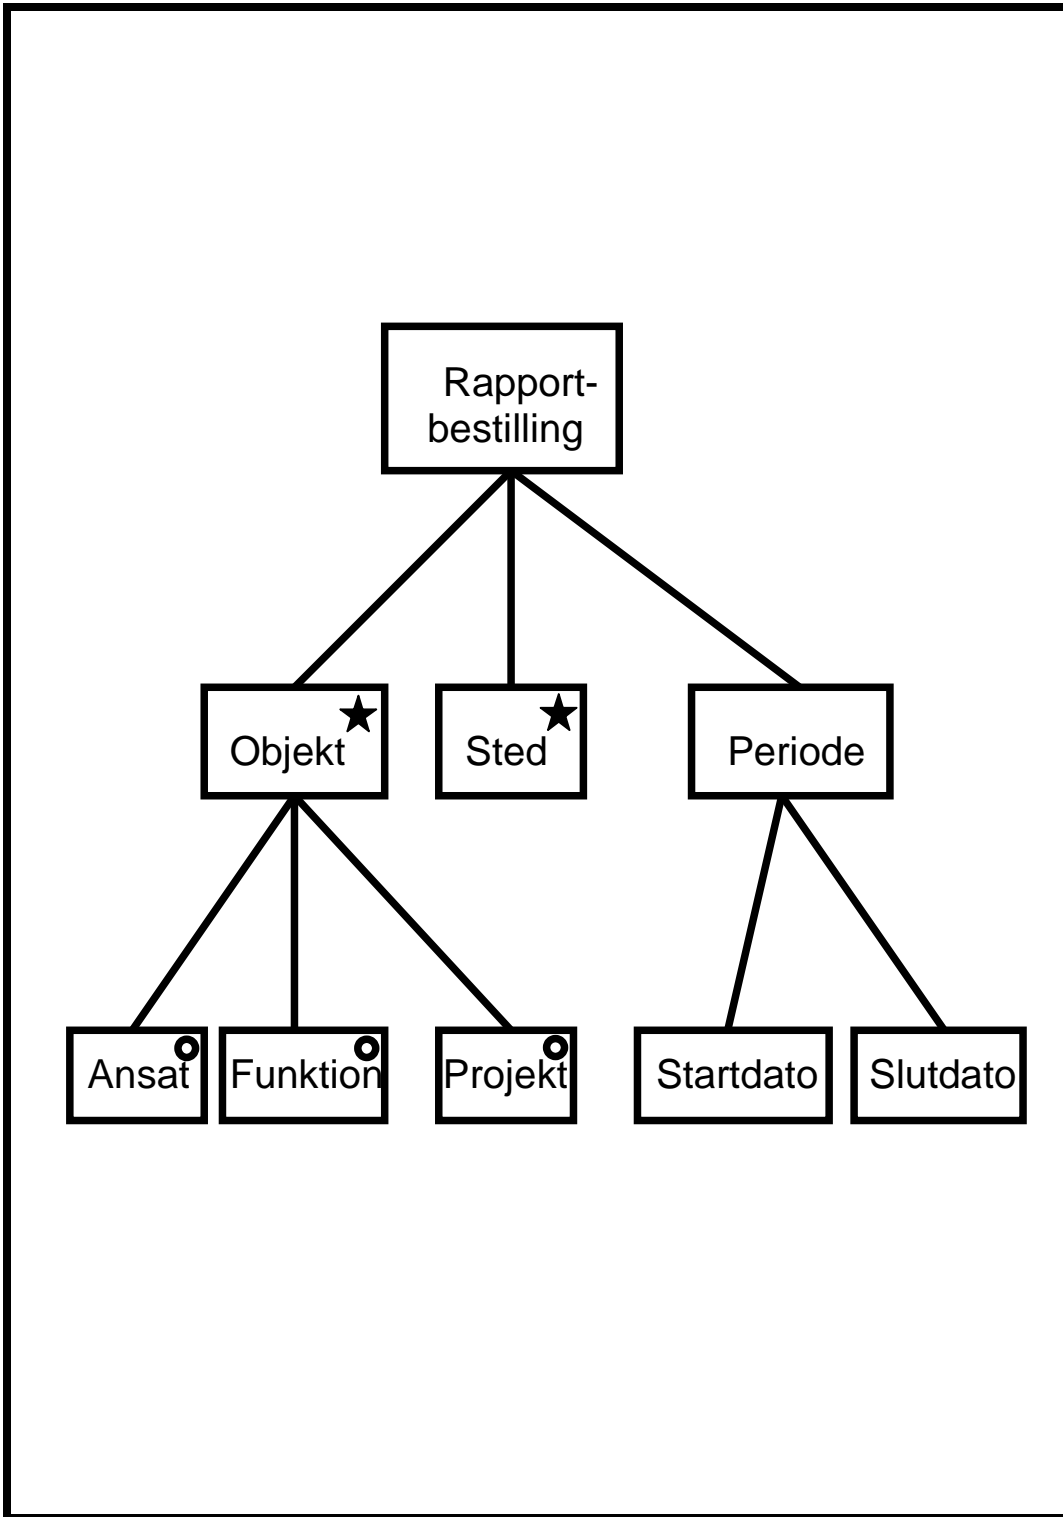 Rapport-
bestilling
Objekt
Sted
Periode
Ansat
Funktion
Projekt
Startdato
Slutdato